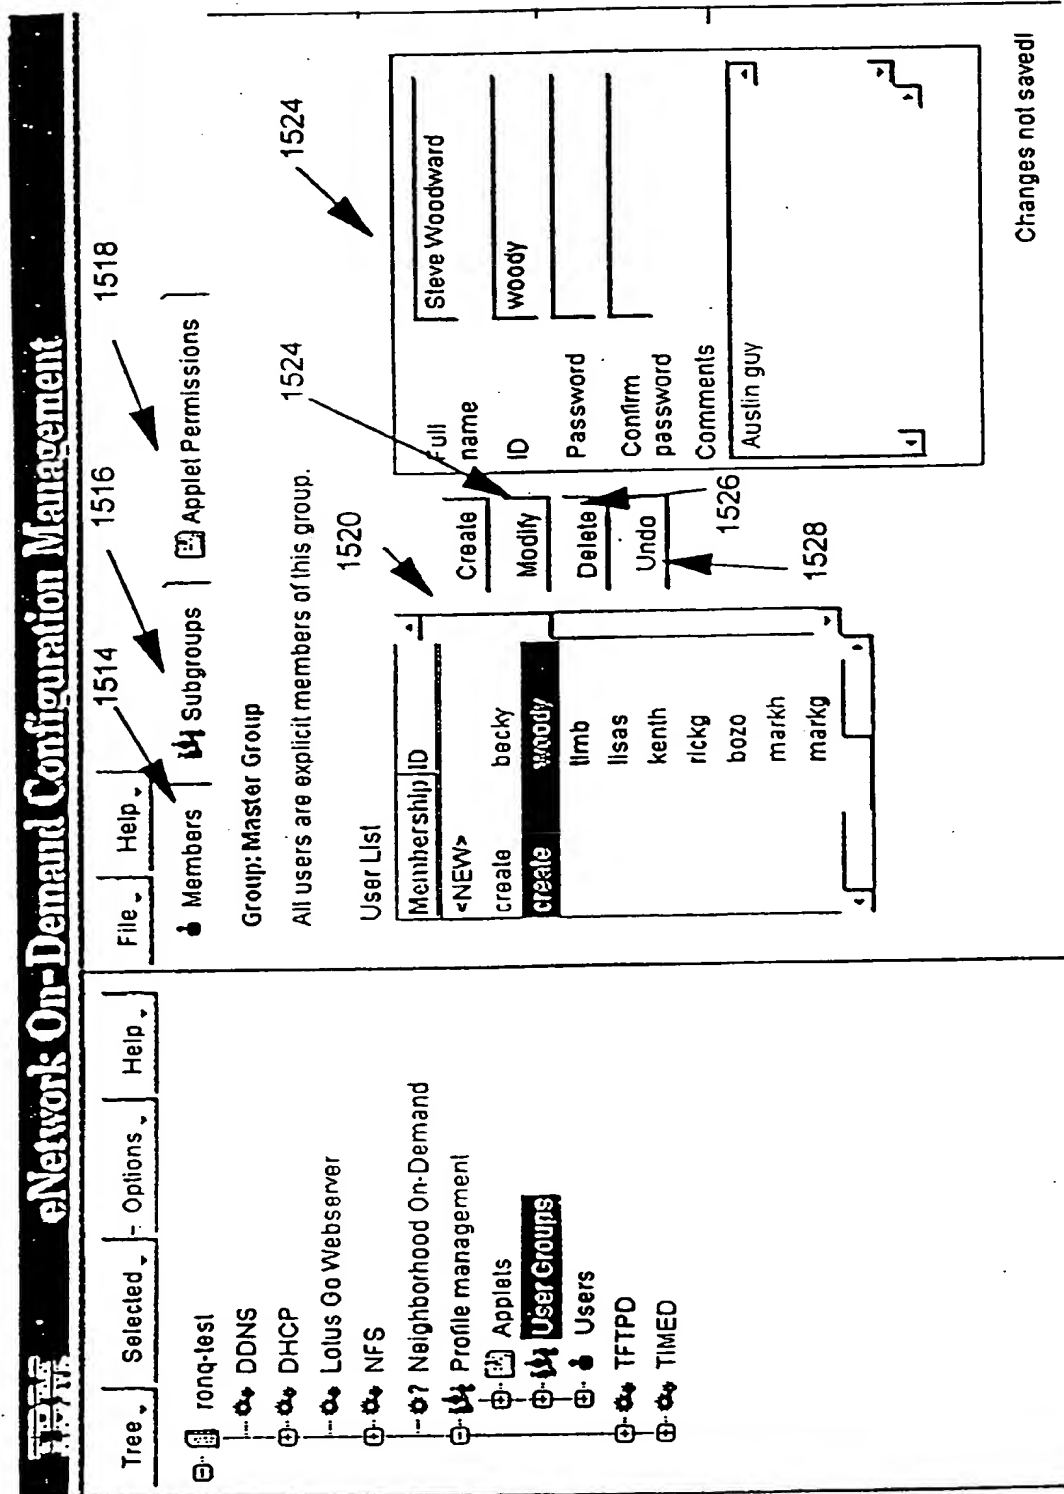 IBM eNetwork On-Demand Configuration Management
Tree Selected Options Help
ronq-test
DDNS
DHCP
Lotus Go Webserver
NFS
? Neighborhood On-Demand
Profile management
Applets
User Groups
Users
TFTPD
TIMED
File Help
1514
1516
1518
Members Subgroups Applet Permissions
Group: Master Group
All users are explicit members of this group.
1520
1524
1524
User List
Membership ID
<NEW>
create becky
create woody
timb
lisas
kenth
rickg
bozo
markh
markg
Create
Modify
Delete
Undo
1526
1528
Full name Steve Woodward
ID woody
Password
Confirm password
Comments
Austin guy
Changes not saved!